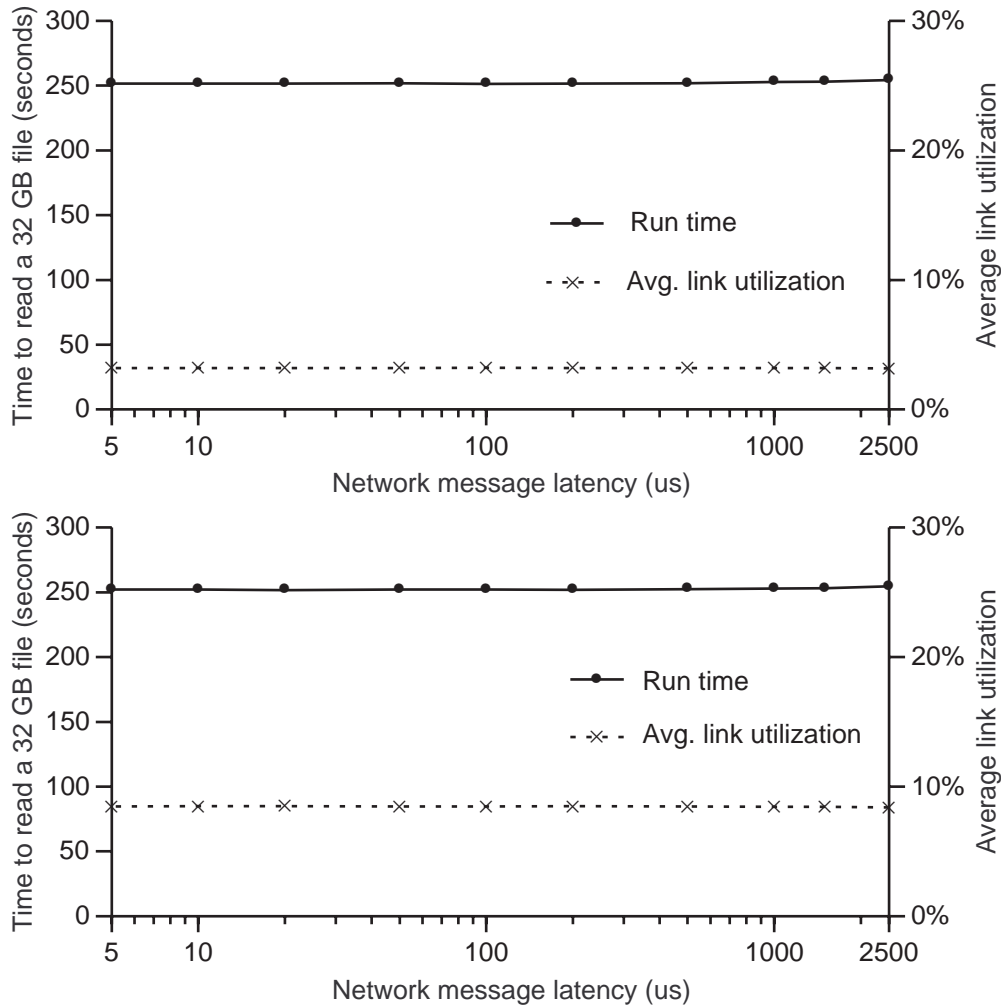 300
250
200
150
100
50
0
Time to read a 32 GB file (seconds)
30%
20%
10%
0%
Average link utilization
Run time
Avg. link utilization
5 10 100 1000 2500
Network message latency (us)
300
250
200
150
100
50
0
Time to read a 32 GB file (seconds)
30%
20%
10%
0%
Average link utilization
Run time
Avg. link utilization
5 10 100 1000 2500
Network message latency (us)